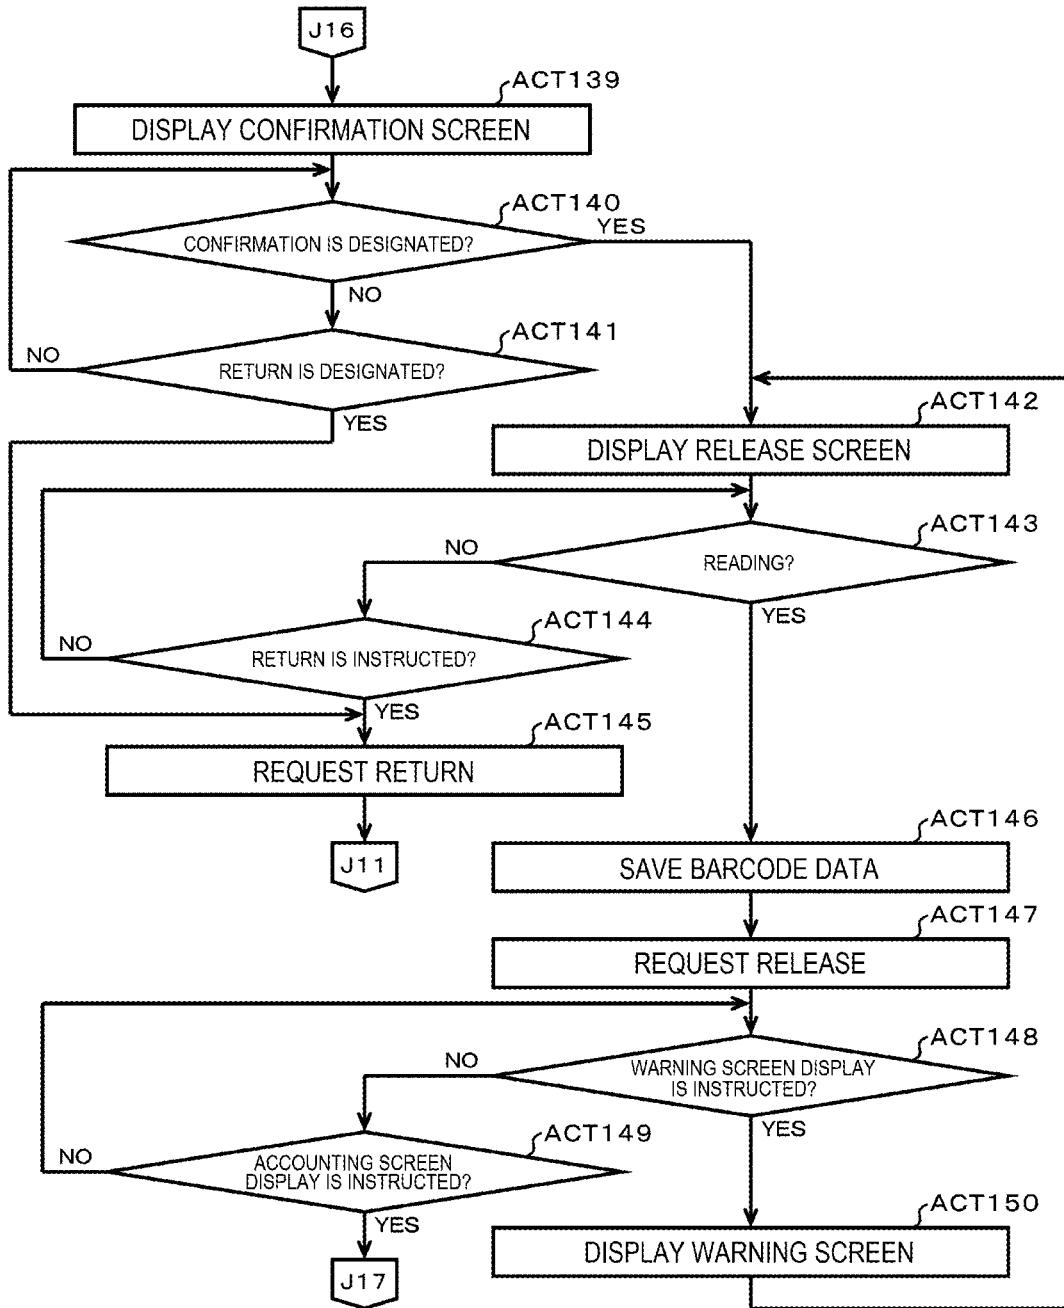 J16
ACT139
DISPLAY CONFIRMATION SCREEN
ACT140
CONFIRMATION IS DESIGNATED?
YES
NO
ACT141
NO
RETURN IS DESIGNATED?
YES
ACT142
DISPLAY RELEASE SCREEN
ACT143
NO
READING?
YES
ACT144
NO
RETURN IS INSTRUCTED?
YES
ACT145
REQUEST RETURN
J11
ACT146
SAVE BARCODE DATA
ACT147
REQUEST RELEASE
ACT148
NO
WARNING SCREEN DISPLAY
IS INSTRUCTED?
YES
ACT149
NO
ACCOUNTING SCREEN
DISPLAY IS INSTRUCTED?
YES
ACT150
DISPLAY WARNING SCREEN
J17